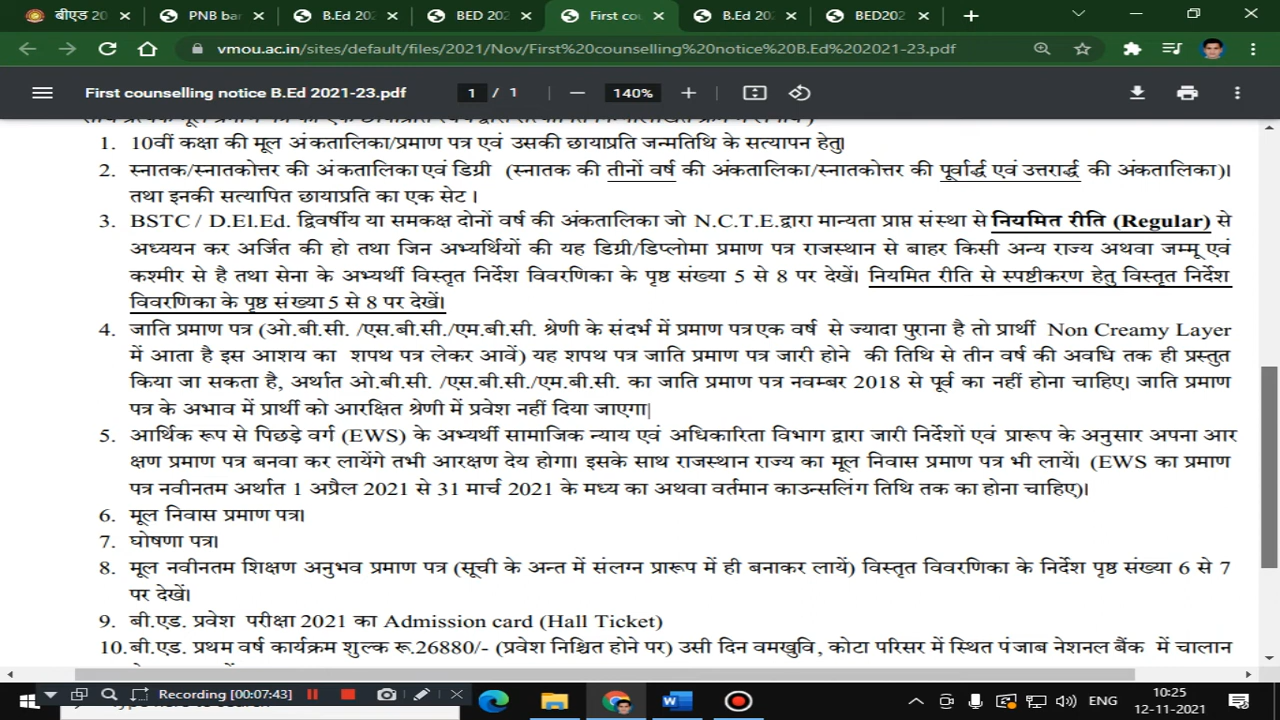 बीएड 20
PNB bar
B.Ed 202
BED 202
First cou
B.Ed 202
BED202
vmou.ac.in/sites/default/files/2021/Nov/First%20counselling%20notice%20B.Ed%202021-23.pdf
First counselling notice B.Ed 2021-23.pdf
1 / 1
140%
1. 10वीं कक्षा की मूल अंकतालिका/प्रमाण पत्र एवं उसकी छायाप्रति जन्मतिथि के सत्यापन हेतु।
2. स्नातक/स्नातकोत्तर की अंकतालिका एवं डिग्री (स्नातक की तीनों वर्ष की अंकतालिका/स्नातकोत्तर की पूर्वार्द्ध एवं उत्तरार्द्ध की अंकतालिका)।
तथा इनकी सत्यापित छायाप्रति का एक सेट ।
3. BSTC / D.El.Ed. द्विवर्षीय या समकक्ष दोनों वर्ष की अंकतालिका जो N.C.T.E.द्वारा मान्यता प्राप्त संस्था से नियमित रीति (Regular) से
अध्ययन कर अर्जित की हो तथा जिन अभ्यर्थियों की यह डिग्री/डिप्लोमा प्रमाण पत्र राजस्थान से बाहर किसी अन्य राज्य अथवा जम्मू एवं
कश्मीर से है तथा सेना के अभ्यर्थी विस्तृत निर्देश विवरणिका के पृष्ठ संख्या 5 से 8 पर देखें। नियमित रीति से स्पष्टीकरण हेतु विस्तृत निर्देश
विवरणिका के पृष्ठ संख्या 5 से 8 पर देखें।
4. जाति प्रमाण पत्र (ओ.बी.सी. /एस.बी.सी./एम.बी.सी. श्रेणी के संदर्भ में प्रमाण पत्र एक वर्ष से ज्यादा पुराना है तो प्रार्थी Non Creamy Layer
में आता है इस आशय का शपथ पत्र लेकर आवें) यह शपथ पत्र जाति प्रमाण पत्र जारी होने की तिथि से तीन वर्ष की अवधि तक ही प्रस्तुत
किया जा सकता है, अर्थात ओ.बी.सी. /एस.बी.सी./एम.बी.सी. का जाति प्रमाण पत्र नवम्बर 2018 से पूर्व का नहीं होना चाहिए। जाति प्रमाण
पत्र के अभाव में प्रार्थी को आरक्षित श्रेणी में प्रवेश नहीं दिया जाएगा|
5. आर्थिक रूप से पिछड़े वर्ग (EWS) के अभ्यर्थी सामाजिक न्याय एवं अधिकारिता विभाग द्वारा जारी निर्देशों एवं प्रारूप के अनुसार अपना आर
क्षण प्रमाण पत्र बनवा कर लायेंगे तभी आरक्षण देय होगा। इसके साथ राजस्थान राज्य का मूल निवास प्रमाण पत्र भी लायें। (EWS का प्रमाण
पत्र नवीनतम अर्थात 1 अप्रैल 2021 से 31 मार्च 2021 के मध्य का अथवा वर्तमान काउन्सलिंग तिथि तक का होना चाहिए)।
6. मूल निवास प्रमाण पत्र।
7. घोषणा पत्र।
8. मूल नवीनतम शिक्षण अनुभव प्रमाण पत्र (सूची के अन्त में संलग्न प्रारूप में ही बनाकर लायें) विस्तृत विवरणिका के निर्देश पृष्ठ संख्या 6 से 7
पर देखें।
9. बी.एड. प्रवेश परीक्षा 2021 का Admission card (Hall Ticket)
10. बी.एड. प्रथम वर्ष कार्यक्रम शुल्क रू.26880/- (प्रवेश निश्चित होने पर) उसी दिन वमखुवि, कोटा परिसर में स्थित पंजाब नेशनल बैंक में चालान
Recording [0:07:43]
ENG
10:25
12-11-2021